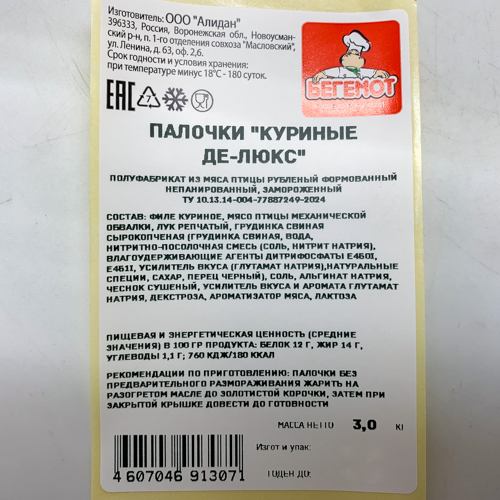 Изготовитель: ООО "Алидан"
396333, Россия, Воронежская обл., Новоусман-
ский р-н, п. 1-го отделения совхоза "Масловский",
ул. Ленина, д. 63, оф. 2,6.
Срок годности и условия хранения:
при температуре минус 18°С - 180 суток.
БЕГЕМОТ
EAC
ПАЛОЧКИ "КУРИНЫЕ
ДЕ-ЛЮКС"
ПОЛУФАБРИКАТ ИЗ МЯСА ПТИЦЫ РУБЛЕНЫЙ ФОРМОВАННЫЙ
НЕПАНИРОВАННЫЙ, ЗАМОРОЖЕННЫЙ
ТУ 10.13.14-004-77887249-2024
СОСТАВ: ФИЛЕ КУРИНОЕ, МЯСО ПТИЦЫ МЕХАНИЧЕСКОЙ
ОБВАЛКИ, ЛУК РЕПЧАТЫЙ, ГРУДИНКА СВИНАЯ
СЫРОКОПЧЕНАЯ (ГРУДИНКА СВИНАЯ, ВОДА,
НИТРИТНО-ПОСОЛОЧНАЯ СМЕСЬ (СОЛЬ, НИТРИТ НАТРИЯ),
ВЛАГОУДЕРЖИВАЮЩИЕ АГЕНТЫ ДИТРИФОСФАТЫ Е450I,
Е451I, УСИЛИТЕЛЬ ВКУСА (ГЛУТАМАТ НАТРИЯ),НАТУРАЛЬНЫЕ
СПЕЦИИ, САХАР, ПЕРЕЦ ЧЕРНЫЙ), СОЛЬ, АЛЬГИНАТ НАТРИЯ,
ЧЕСНОК СУШЕНЫЙ, УСИЛИТЕЛЬ ВКУСА И АРОМАТА ГЛУТАМАТ
НАТРИЯ, ДЕКСТРОЗА, АРОМАТИЗАТОР МЯСА, ЛАКТОЗА
ПИЩЕВАЯ И ЭНЕРГЕТИЧЕСКАЯ ЦЕННОСТЬ (СРЕДНИЕ
ЗНАЧЕНИЯ) В 100 ГР ПРОДУКТА: БЕЛОК 12 Г, ЖИР 14 Г,
УГЛЕВОДЫ 1,1 Г; 760 КДЖ/180 ККАЛ
РЕКОМЕНДАЦИИ ПО ПРИГОТОВЛЕНИЮ: ПАЛОЧКИ БЕЗ
ПРЕДВАРИТЕЛЬНОГО РАЗМОРАЖИВАНИЯ ЖАРИТЬ НА
РАЗОГРЕТОМ МАСЛЕ ДО ЗОЛОТИСТОЙ КОРОЧКИ, ЗАТЕМ ПРИ
ЗАКРЫТОЙ КРЫШКЕ ДОВЕСТИ ДО ГОТОВНОСТИ
МАССА НЕТТО 3,0 КГ
Изгот и упак:
ГОДЕН ДО:
4 607046 913071